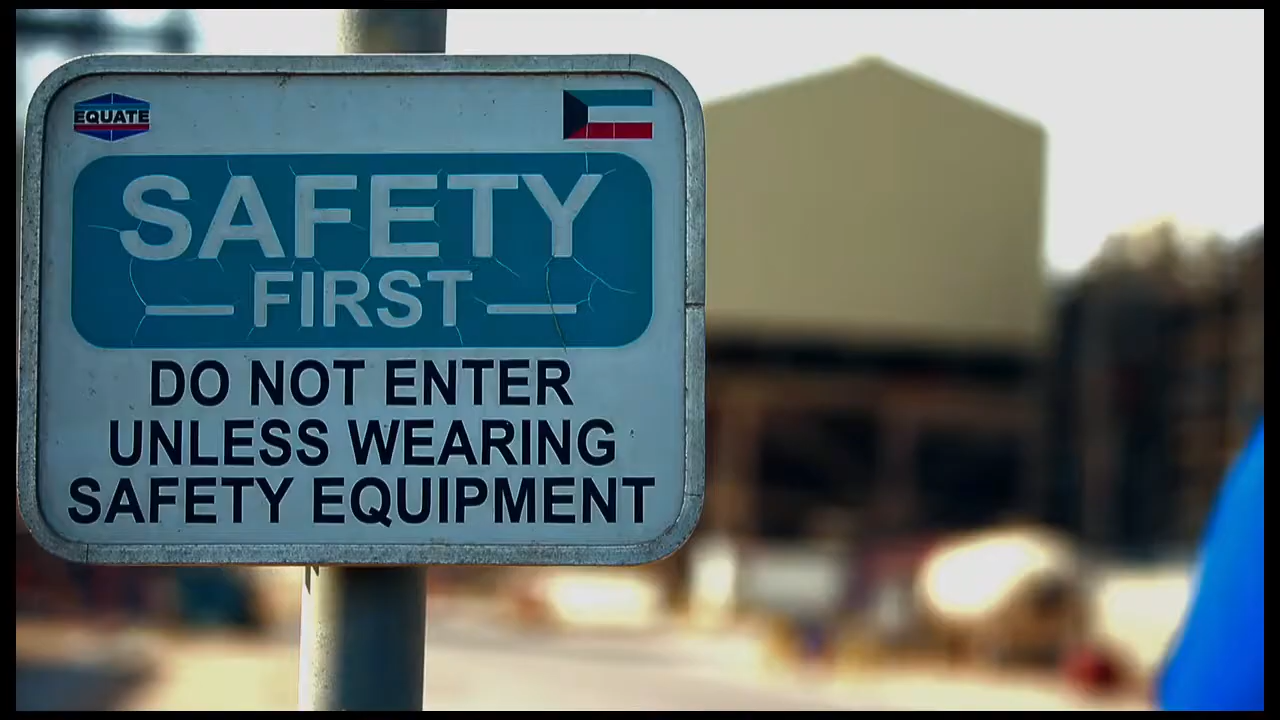 EQUATE
SAFETY
FIRST
DO NOT ENTER
UNLESS WEARING
SAFETY EQUIPMENT